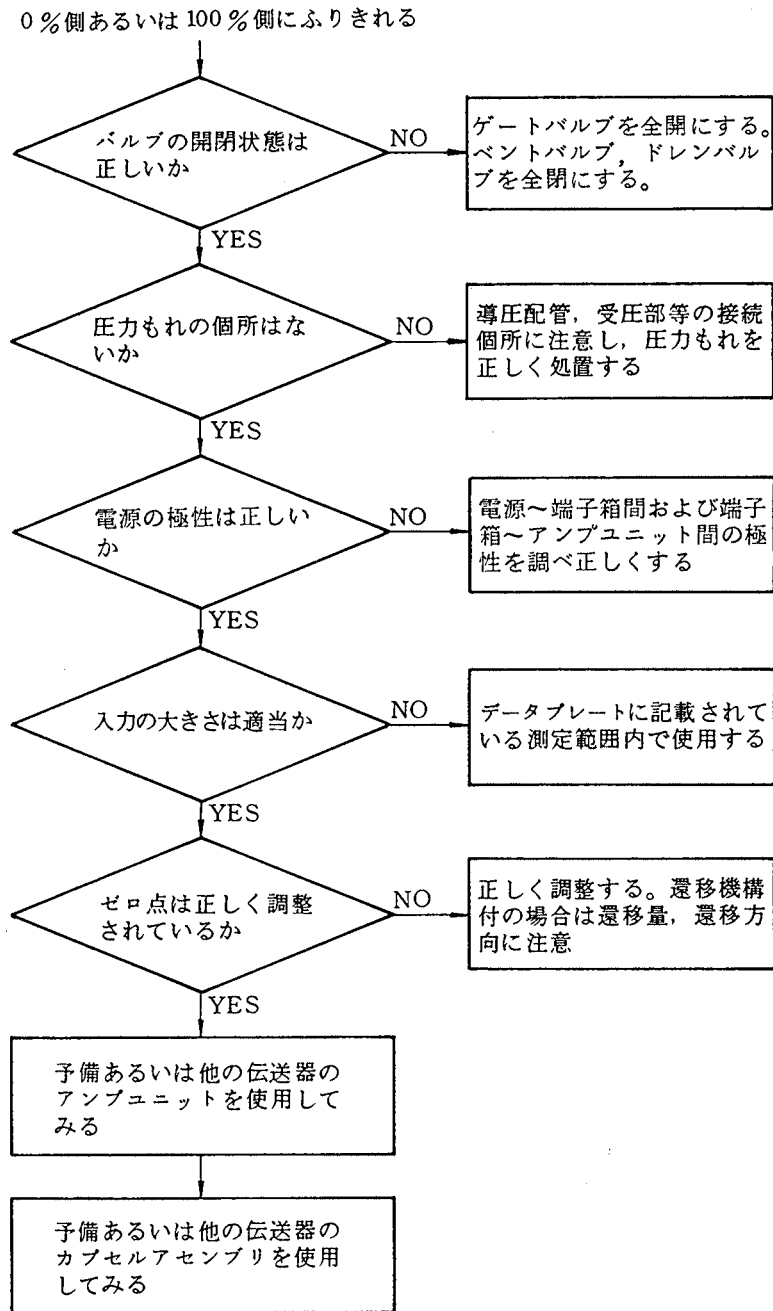 0％側あるいは100％側にふりきれる
バルブの開閉状態は
正しいか
NO
ゲートバルブを全開にする。
ベントバルブ，ドレンバル
ブを全閉にする。
YES
圧力もれの個所はな
いか
NO
導圧配管，受圧部等の接続
個所に注意し，圧力もれを
正しく処置する
YES
電源の極性は正しい
か
NO
電源～端子箱間および端子
箱～アンプユニット間の極
性を調べ正しくする
YES
入力の大きさは適当か
NO
データプレートに記載されて
いる測定範囲内で使用する
YES
ゼロ点は正しく調整
されているか
NO
正しく調整する。還移機構
付の場合は還移量，還移方
向に注意
YES
予備あるいは他の伝送器の
アンプユニットを使用して
みる
予備あるいは他の伝送器の
カプセルアセンブリを使用
してみる